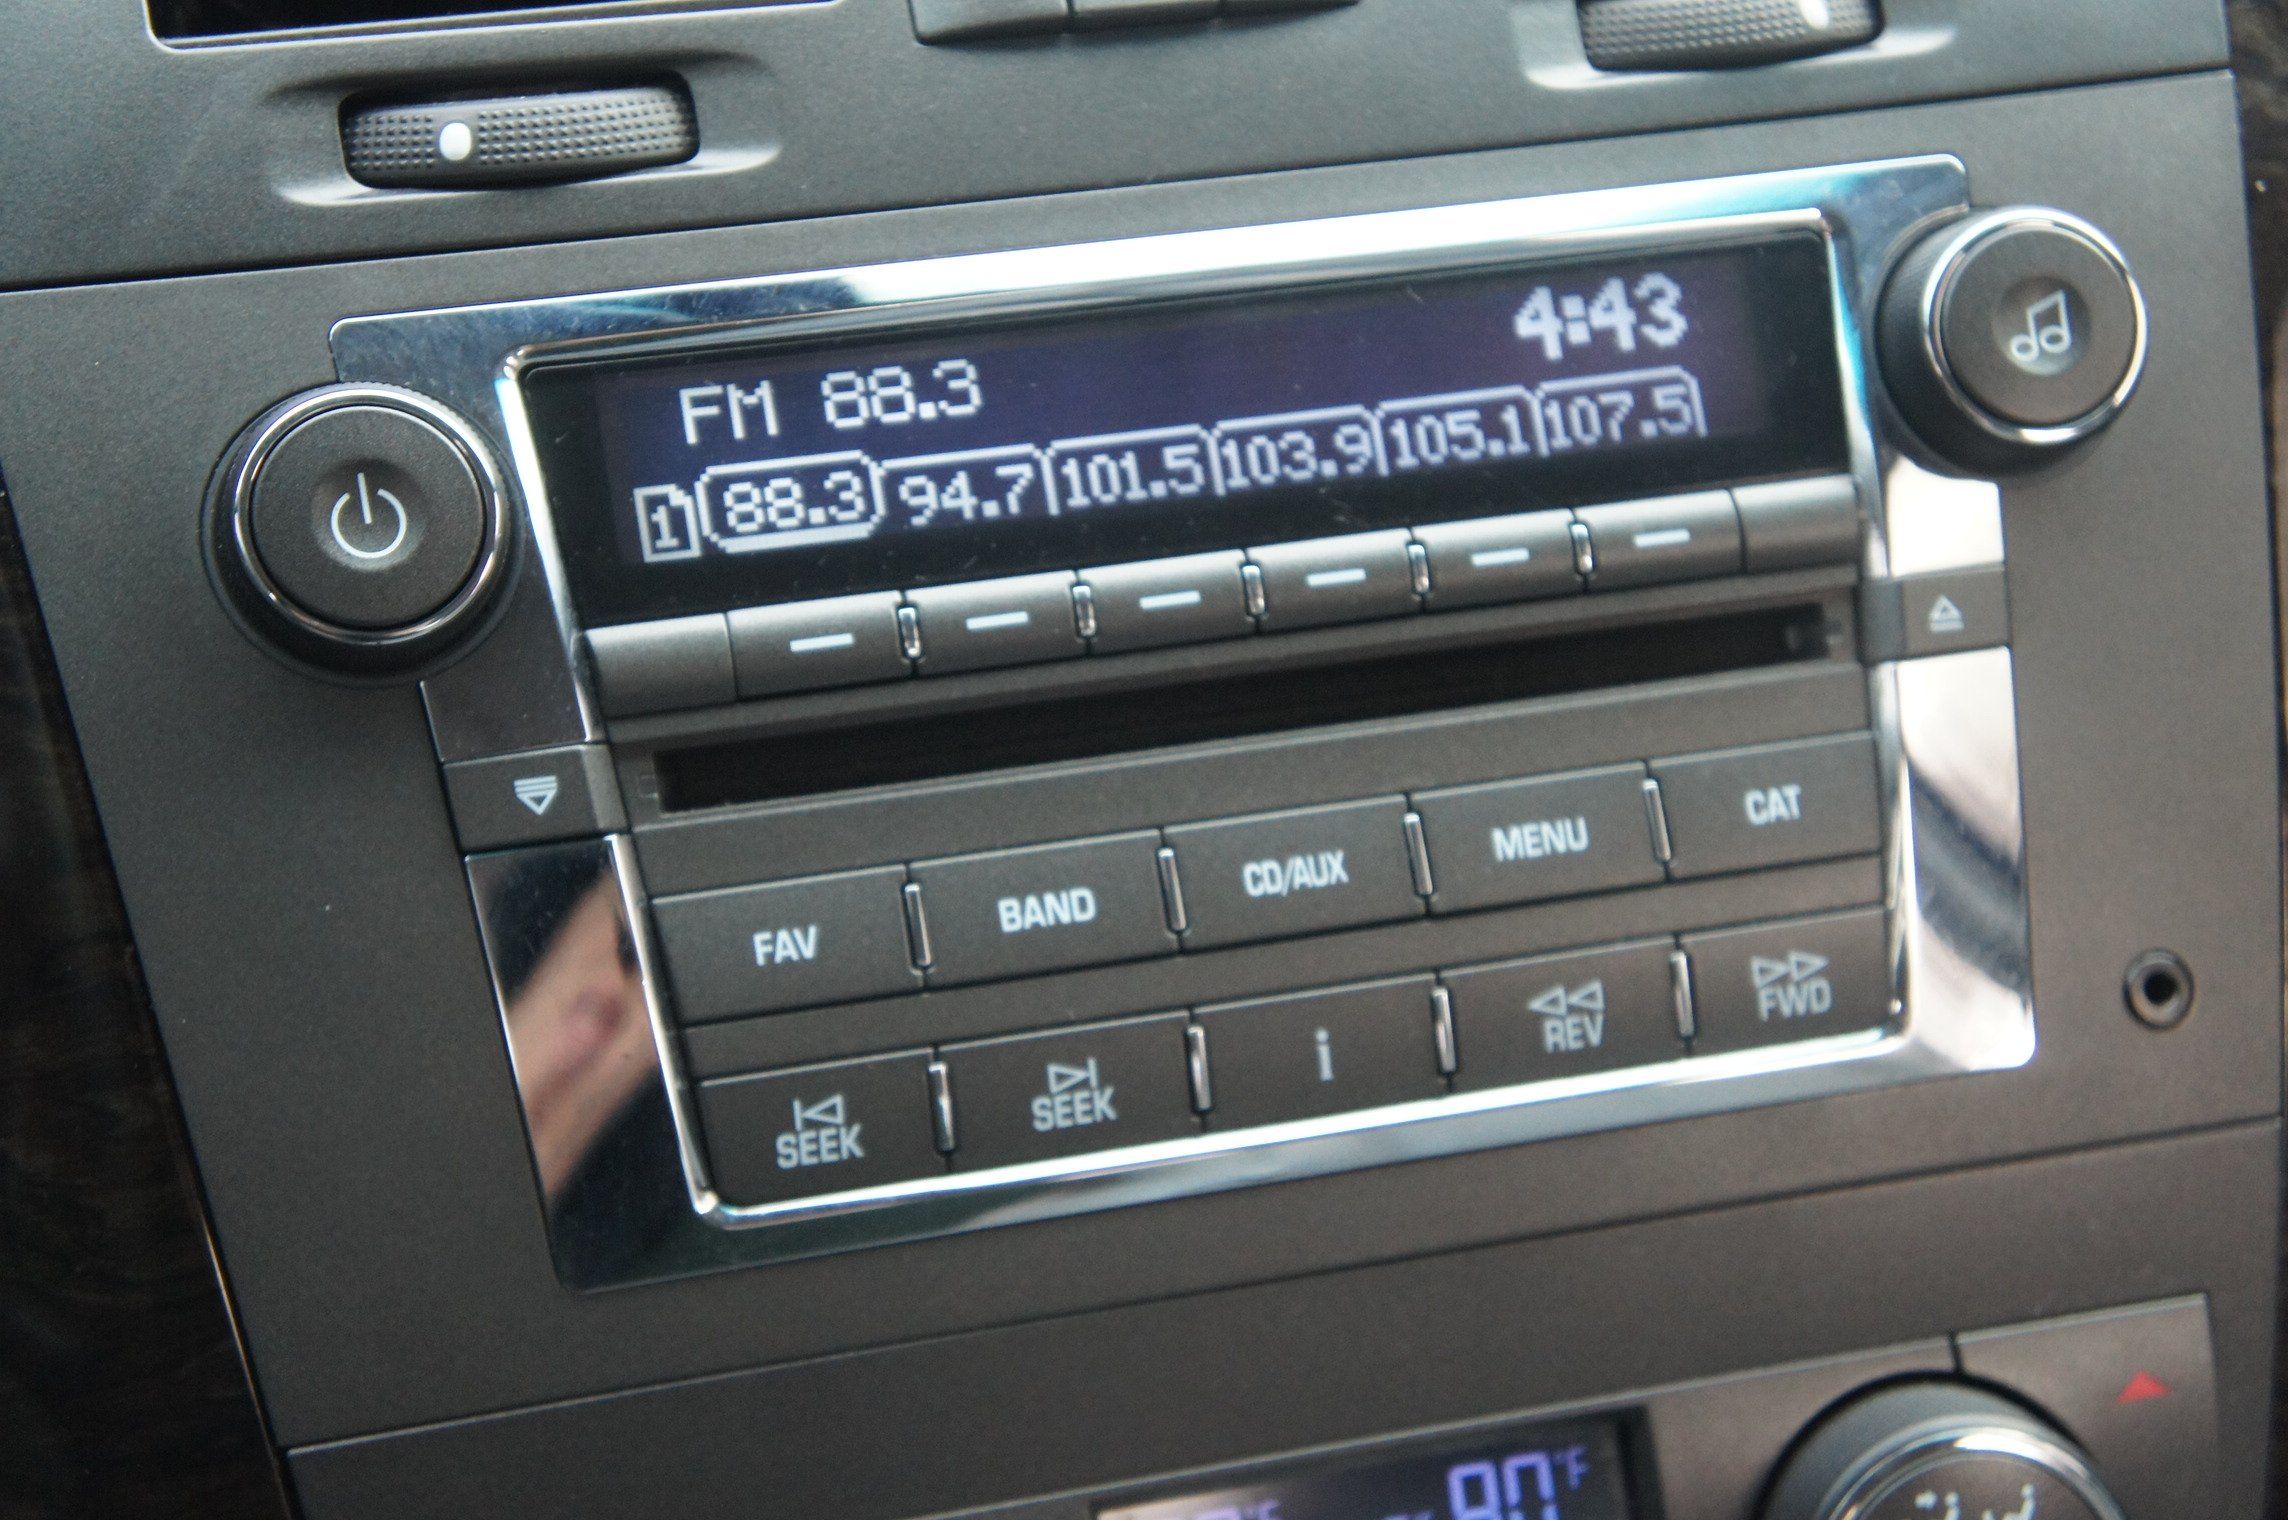 4:43
FM 88.3
1 88.3 94.7 101.5 103.9 105.1 107.5
FAV BAND CD/AUX MENU CAT
SEEK SEEK i REV FWD
°F 90°F